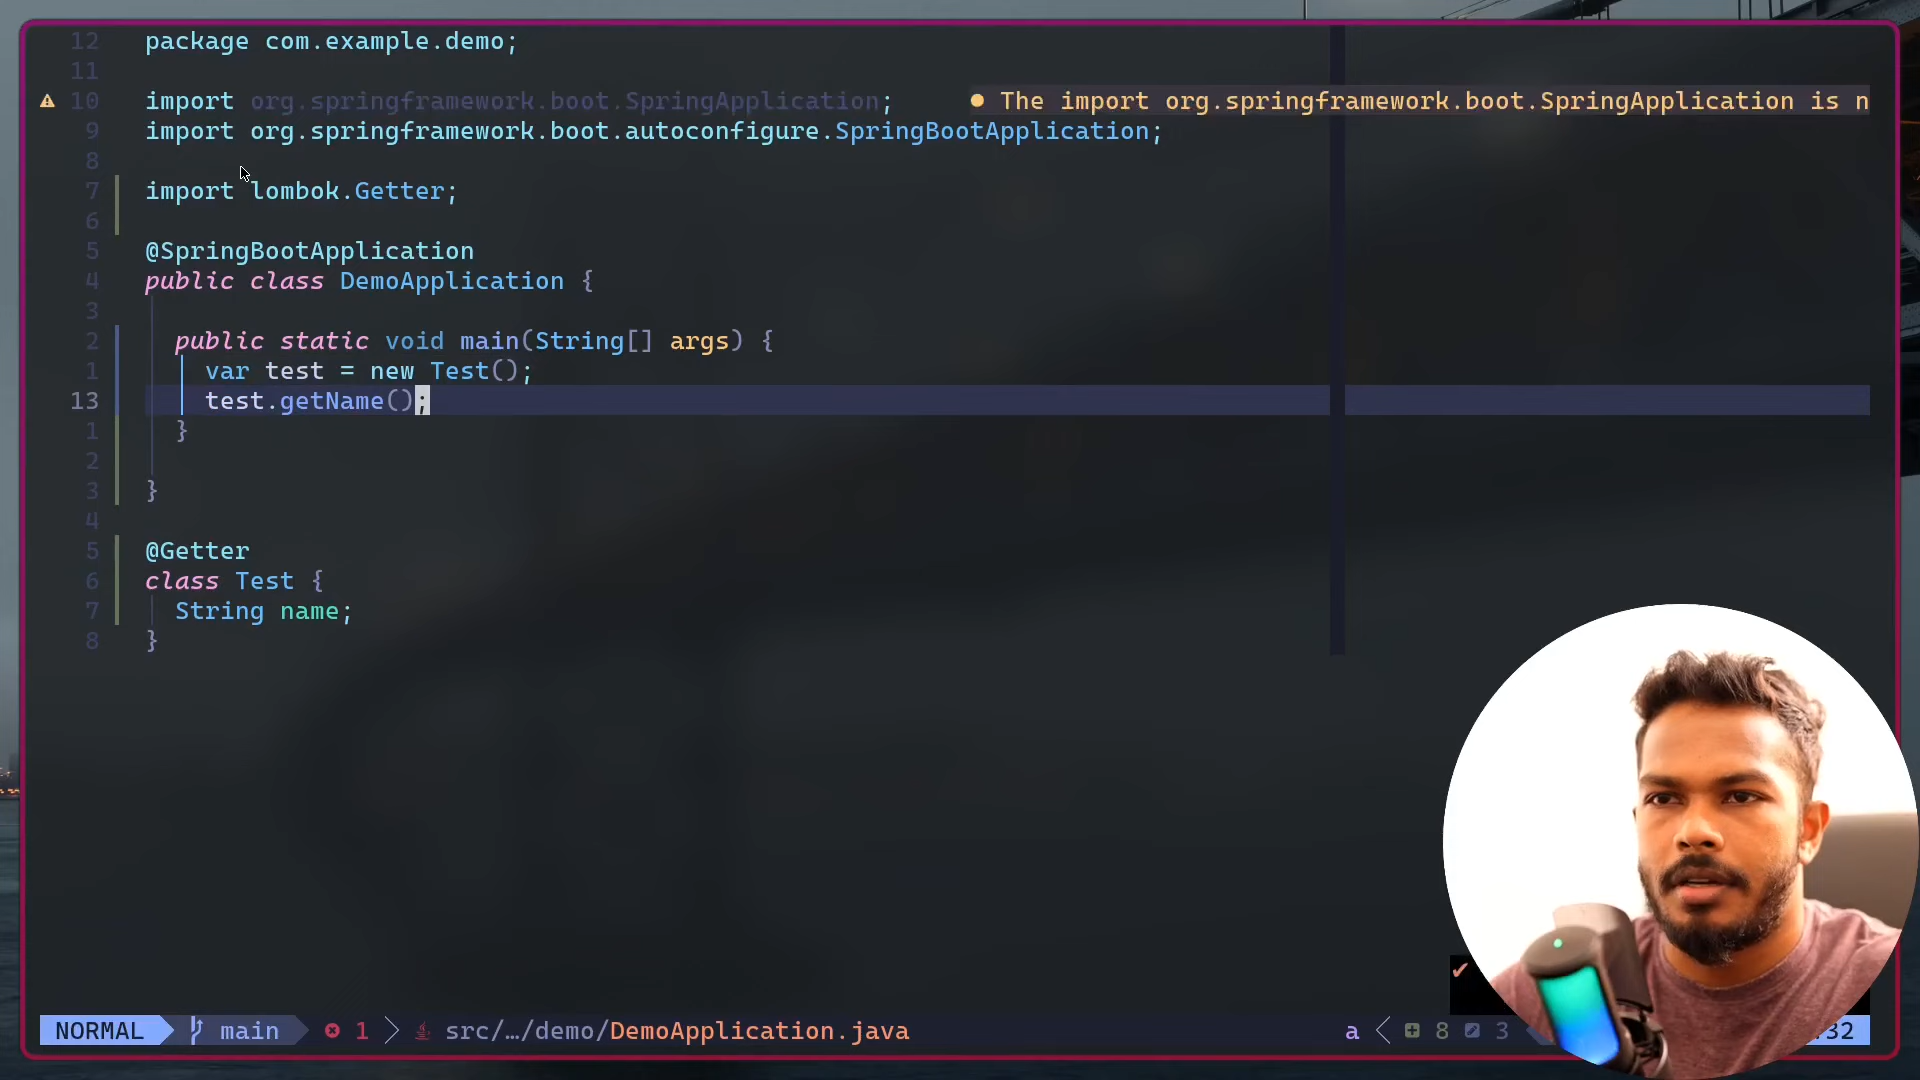 12 package com.example.demo;
11
10 import org.springframework.boot.SpringApplication; ● The import org.springframework.boot.SpringApplication is n
9 import org.springframework.boot.autoconfigure.SpringBootApplication;
8
7 import lombok.Getter;
6
5 @SpringBootApplication
4 public class DemoApplication {
3
2 public static void main(String[] args) {
1 var test = new Test();
13 test.getName();
1 }
2
3 }
4
5 @Getter
6 class Test {
7 String name;
8 }
NORMAL main 1 src/…/demo/DemoApplication.java a 8 3 32